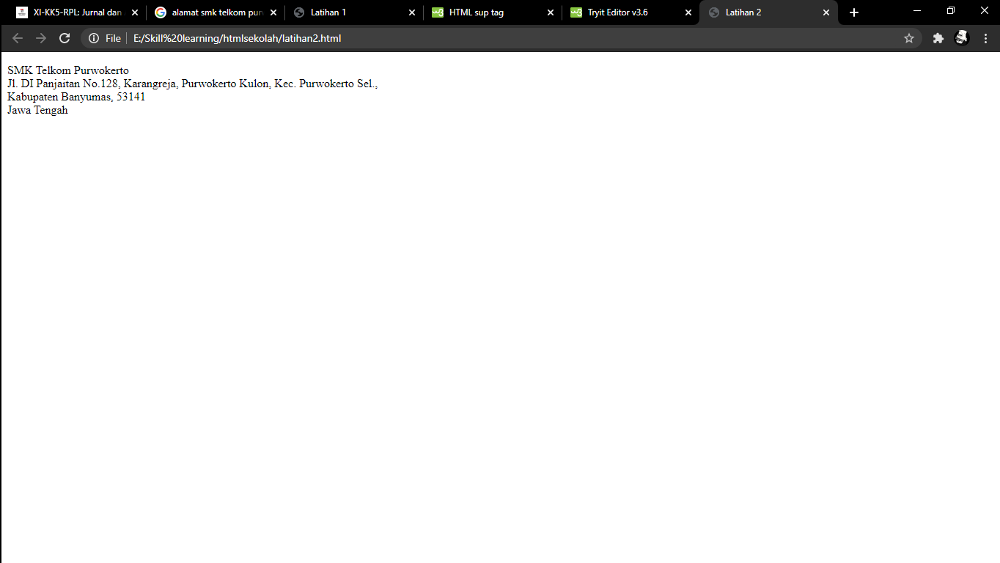 XI-KK5-RPL: Jurnal dan
alamat smk telkom pur
Latihan 1
HTML sup tag
Tryit Editor v3.6
Latihan 2
File
E:/Skill%20learning/htmlsekolah/latihan2.html
SMK Telkom Purwokerto
Jl. DI Panjaitan No.128, Karangreja, Purwokerto Kulon, Kec. Purwokerto Sel.,
Kabupaten Banyumas, 53141
Jawa Tengah